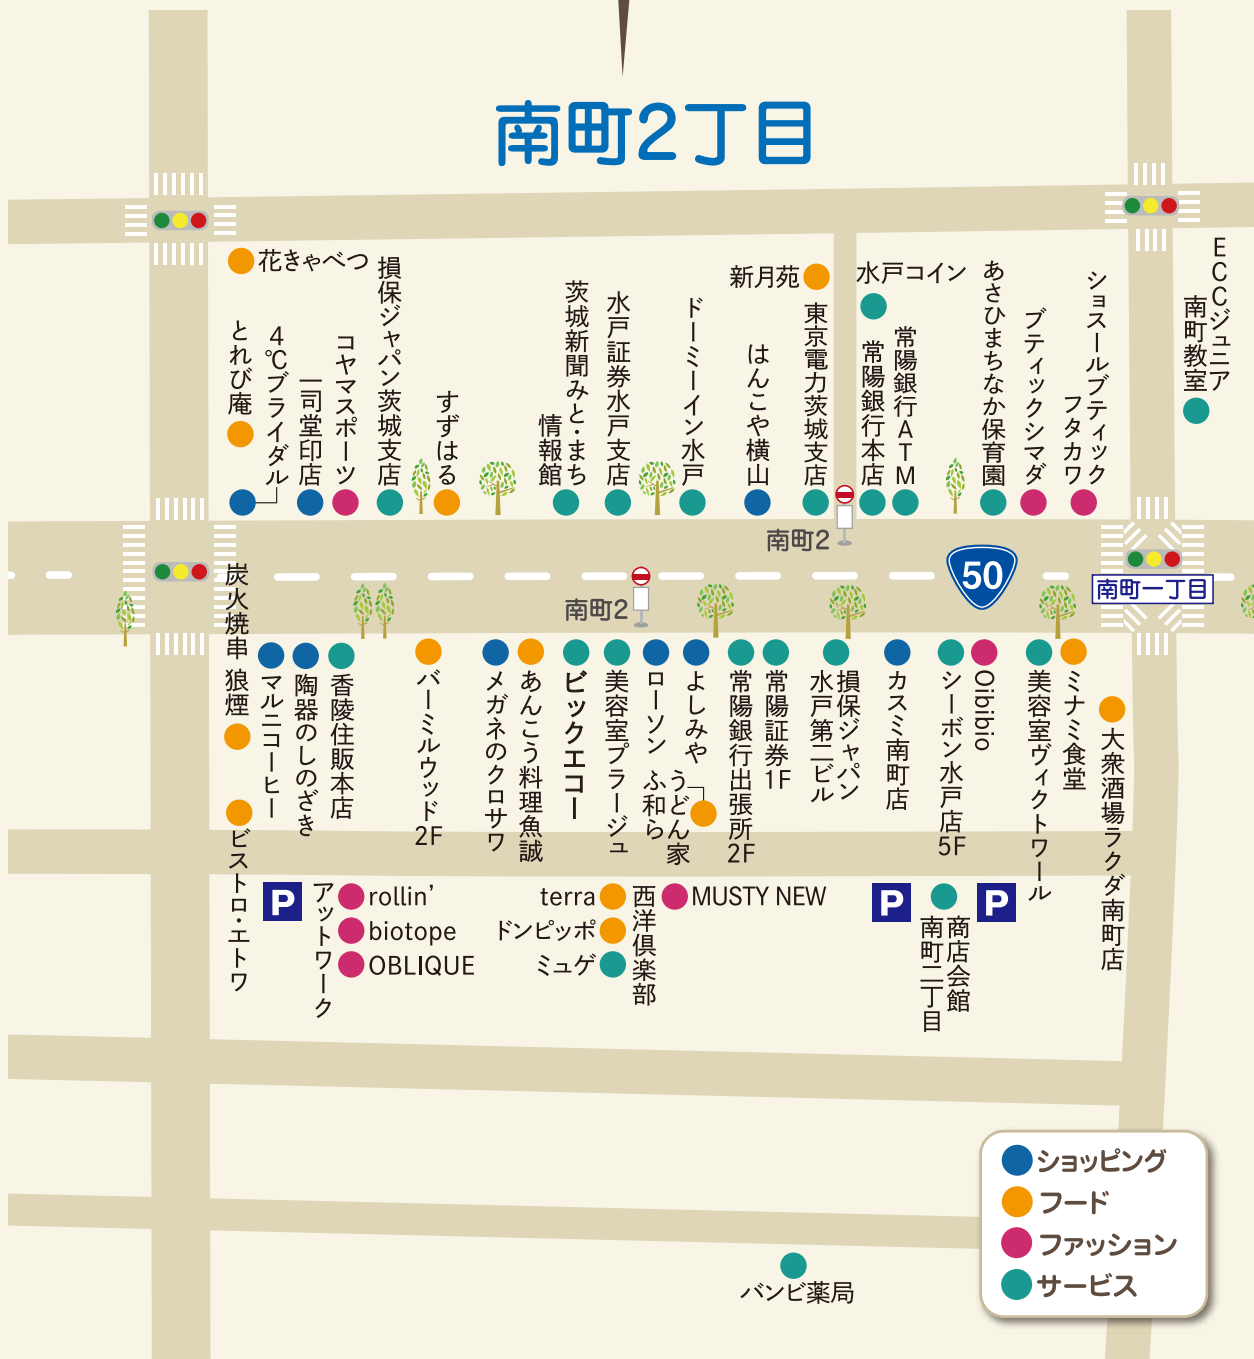 南町2丁目
花きゃべつ
とれび庵
4℃ブライダル
一司堂印店
コヤマスポーツ
損保ジャパン茨城支店
すずはる
茨城新聞みと・まち
情報館
水戸証券水戸支店
ドーミーイン水戸
新月苑
はんこや横山
東京電力茨城支店
水戸コイン
常陽銀行本店
常陽銀行ATM
あさひまちなか保育園
ブティックシマダ
ショスールブティック
フタカワ
ECCジュニア
南町教室
南町2
南町2
50
南町一丁目
炭火焼串 狼煙
マルニコーヒー
陶器のしのざき
香陵住販本店
バーミルウッド2F
メガネのクロサワ
あんこう料理魚誠
ビックエコー
美容室プラージュ
ローソン
よしみや
うどん家
ふ和ら
常陽銀行出張所2F
常陽証券1F
損保ジャパン
水戸第二ビル
カスミ南町店
シーボン水戸店5F
Oibibio
美容室ヴィクトワール
ミナミ食堂
大衆酒場ラクダ南町店
ビストロ・エトワ
P
アットワーク
rollin'
biotope
OBLIQUE
terra
ドンピッポ
ミュゲ
西洋倶楽部
MUSTY NEW
P
商店会館
南町二丁目
P
バンビ薬局
ショッピング
フード
ファッション
サービス